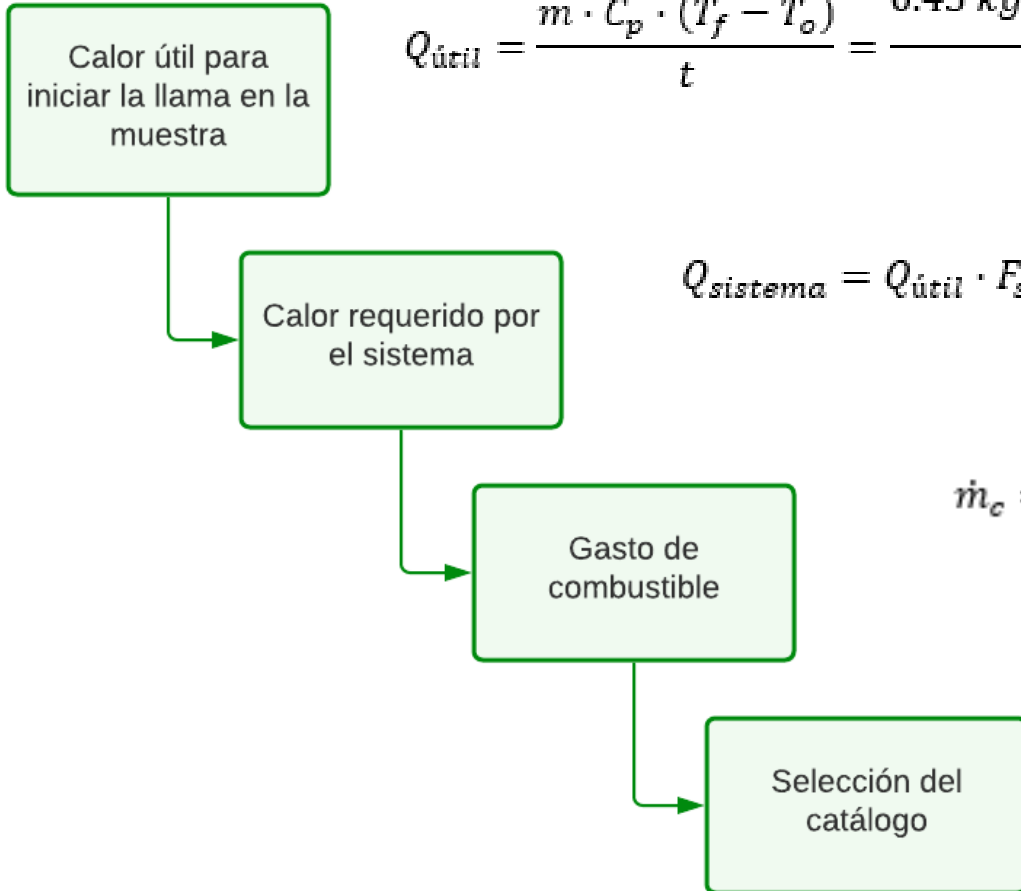 Calor útil para
iniciar la llama en la
muestra
Q_útil = m · C_p · (T_f − T_o) / t =
Calor requerido por
el sistema
Q_sistema = Q_útil ·
Gasto de
combustible
ṁ_c
Selección del
catálogo